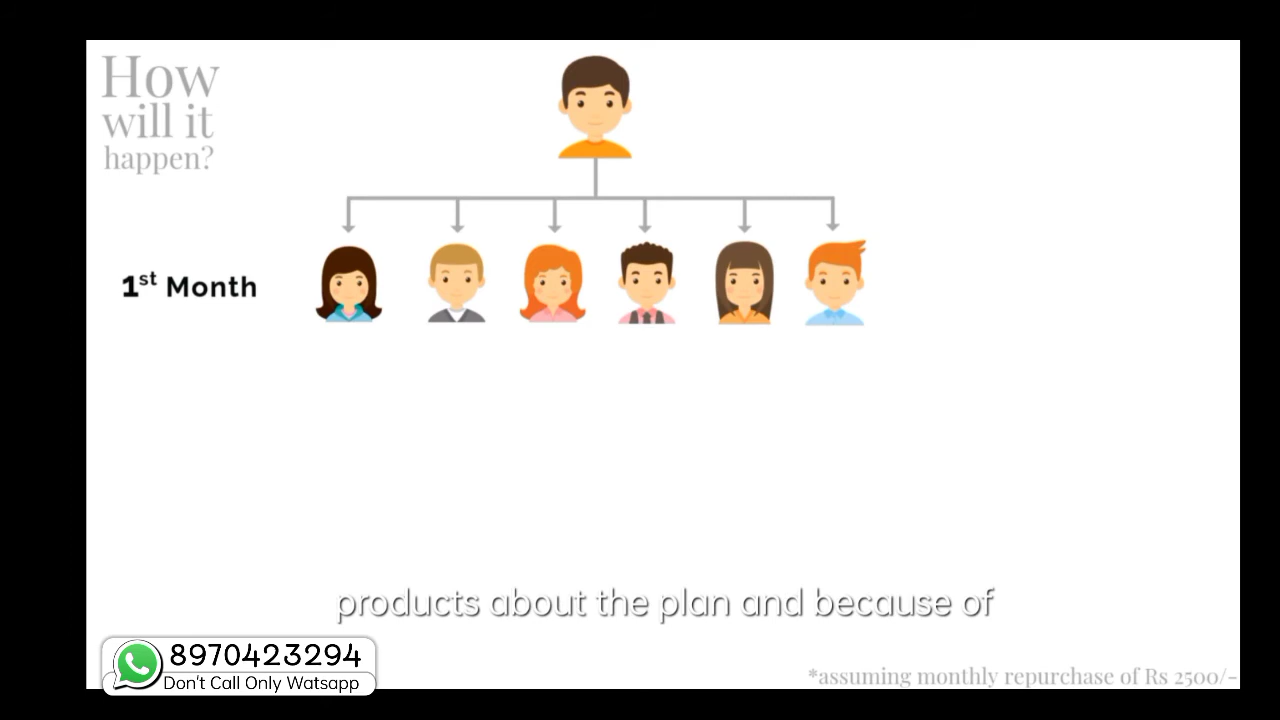 How
will it
happen?
1st Month
products about the plan and because of
8970423294
Don't Call Only Watsapp
*assuming monthly repurchase of Rs 2500/-